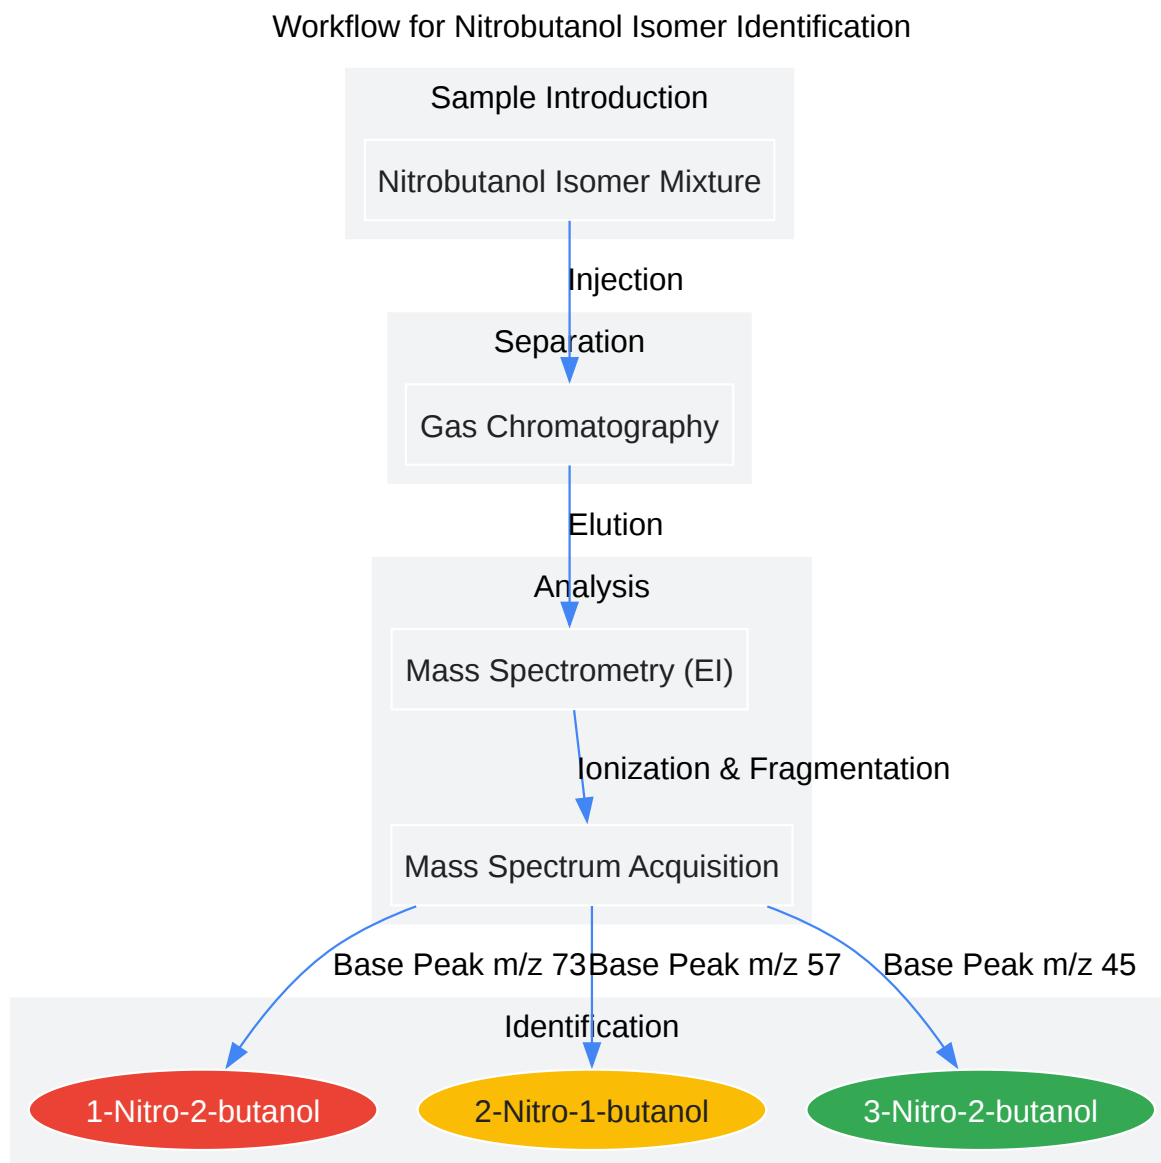 Workflow for Nitrobutanol Isomer Identification
Sample Introduction
Nitrobutanol Isomer Mixture
Injection
Separation
Gas Chromatography
Elution
Analysis
Mass Spectrometry (EI)
Ionization & Fragmentation
Mass Spectrum Acquisition
Base Peak m/z 73
Base Peak m/z 57
Base Peak m/z 45
Identification
1-Nitro-2-butanol
2-Nitro-1-butanol
3-Nitro-2-butanol